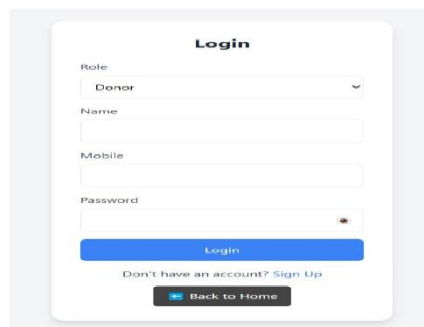 Login
Role
Donor
Name
Mobile
Password
Login
Don't have an account? Sign Up
⬅️ Back to Home